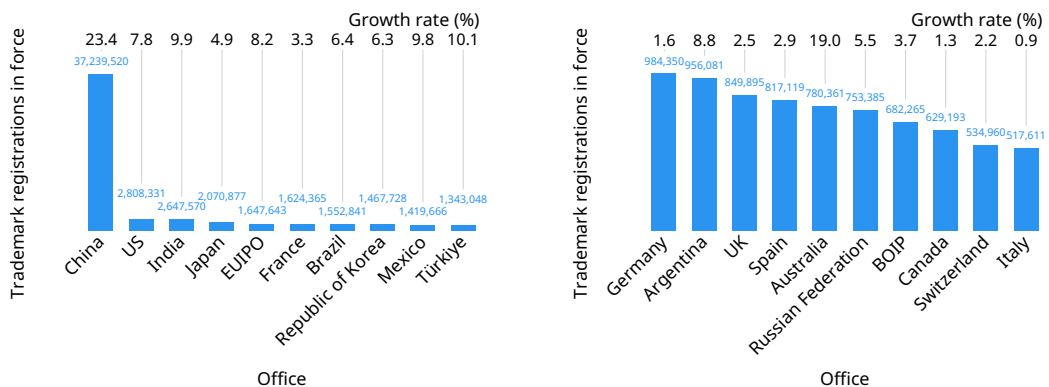 Growth rate (%)
23.4 7.8 9.9 4.9 8.2 3.3 6.4 6.3 9.8 10.1
37,239,520
2,808,331
2,647,570
2,070,877
1,647,643
1,624,365
1,552,841
1,467,728
1,419,666
1,343,048
Trademark registrations in force
China
US
India
Japan
EUIPO
France
Brazil
Republic of Korea
Mexico
Türkiye
Office
Growth rate (%)
1.6 8.8 2.5 2.9 19.0 5.5 3.7 1.3 2.2 0.9
984,350
956,081
849,895
817,119
780,361
753,385
682,265
629,193
534,960
517,611
Trademark registrations in force
Germany
Argentina
UK
Spain
Australia
Russian Federation
BOIP
Canada
Switzerland
Italy
Office